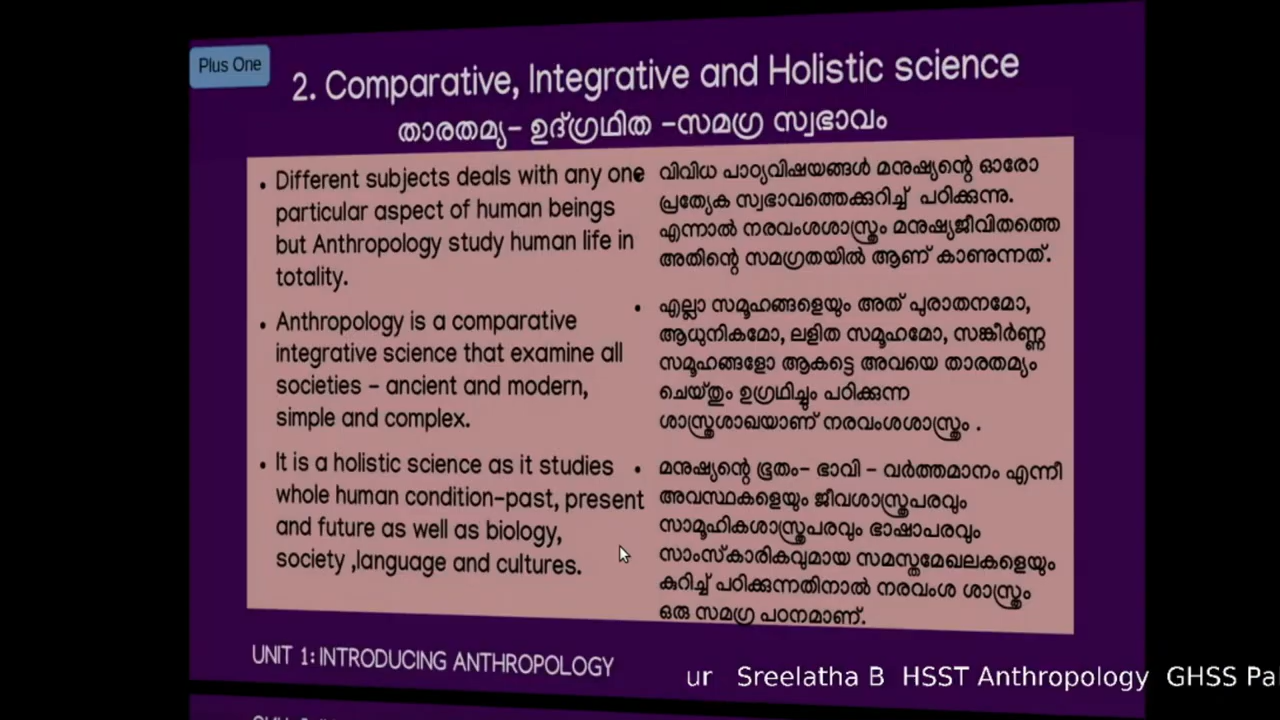 Plus One
2. Comparative, Integrative and Holistic science
താരതമ്യ- ഉദ്ഗ്രഥിത -സമഗ്ര സ്വഭാവം
• Different subjects deals with any one
particular aspect of human beings
but Anthropology study human life in
totality.
• Anthropology is a comparative
integrative science that examine all
societies - ancient and modern,
simple and complex.
• It is a holistic science as it studies
whole human condition-past, present
and future as well as biology,
society ,language and cultures.
• വിവിധ പാഠ്യവിഷയങ്ങൾ മനുഷ്യന്റെ ഓരോ
പ്രത്യേക സ്വഭാവത്തെക്കുറിച്ച് പഠിക്കുന്നു.
എന്നാൽ നരവംശശാസ്ത്രം മനുഷ്യജീവിതത്തെ
അതിന്റെ സമഗ്രതയിൽ ആണ് കാണുന്നത്.
• എല്ലാ സമൂഹങ്ങളെയും അത് പുരാതനമോ,
ആധുനികമോ, ലളിത സമൂഹമോ, സങ്കീർണ്ണ
സമൂഹങ്ങളോ ആകട്ടെ അവയെ താരതമ്യം
ചെയ്തും ഉഗ്രഥിച്ചും പഠിക്കുന്ന
ശാസ്ത്രശാഖയാണ് നരവംശശാസ്ത്രം .
• മനുഷ്യന്റെ ഭൂതം- ഭാവി - വർത്തമാനം എന്നീ
അവസ്ഥകളെയും ജീവശാസ്ത്രപരവും
സാമൂഹികശാസ്ത്രപരവും ഭാഷാപരവും
സാംസ്കാരികവുമായ സമസ്തമേഖലകളെയും
കുറിച്ച് പഠിക്കുന്നതിനാൽ നരവംശ ശാസ്ത്രം
ഒരു സമഗ്ര പഠനമാണ്.
UNIT 1: INTRODUCING ANTHROPOLOGY
ur Sreelatha B HSST Anthropology GHSS Pa